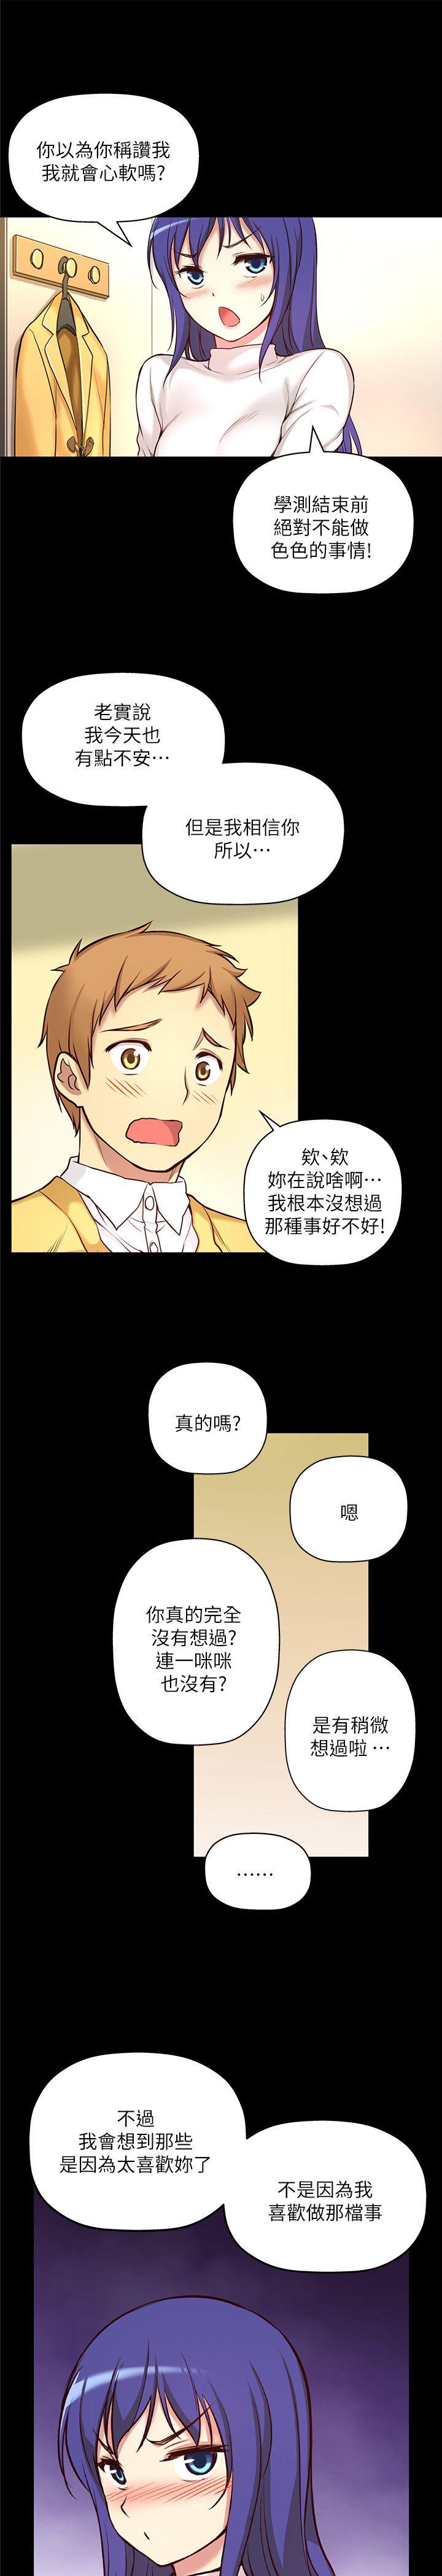 你以為你稱讚我
我就會心軟嗎?
學測結束前
絕對不能做
色色的事情!
老實說
我今天也
有點不安⋯
但是我相信你
所以⋯
欸、欸
妳在說啥啊⋯
我根本沒想過
那種事好不好!
真的嗎?
嗯
你真的完全
沒有想過?
連一咪咪
也沒有?
是有稍微
想過啦⋯
⋯⋯
不過
我會想到那些
是因為太喜歡妳了
不是因為我
喜歡做那檔事